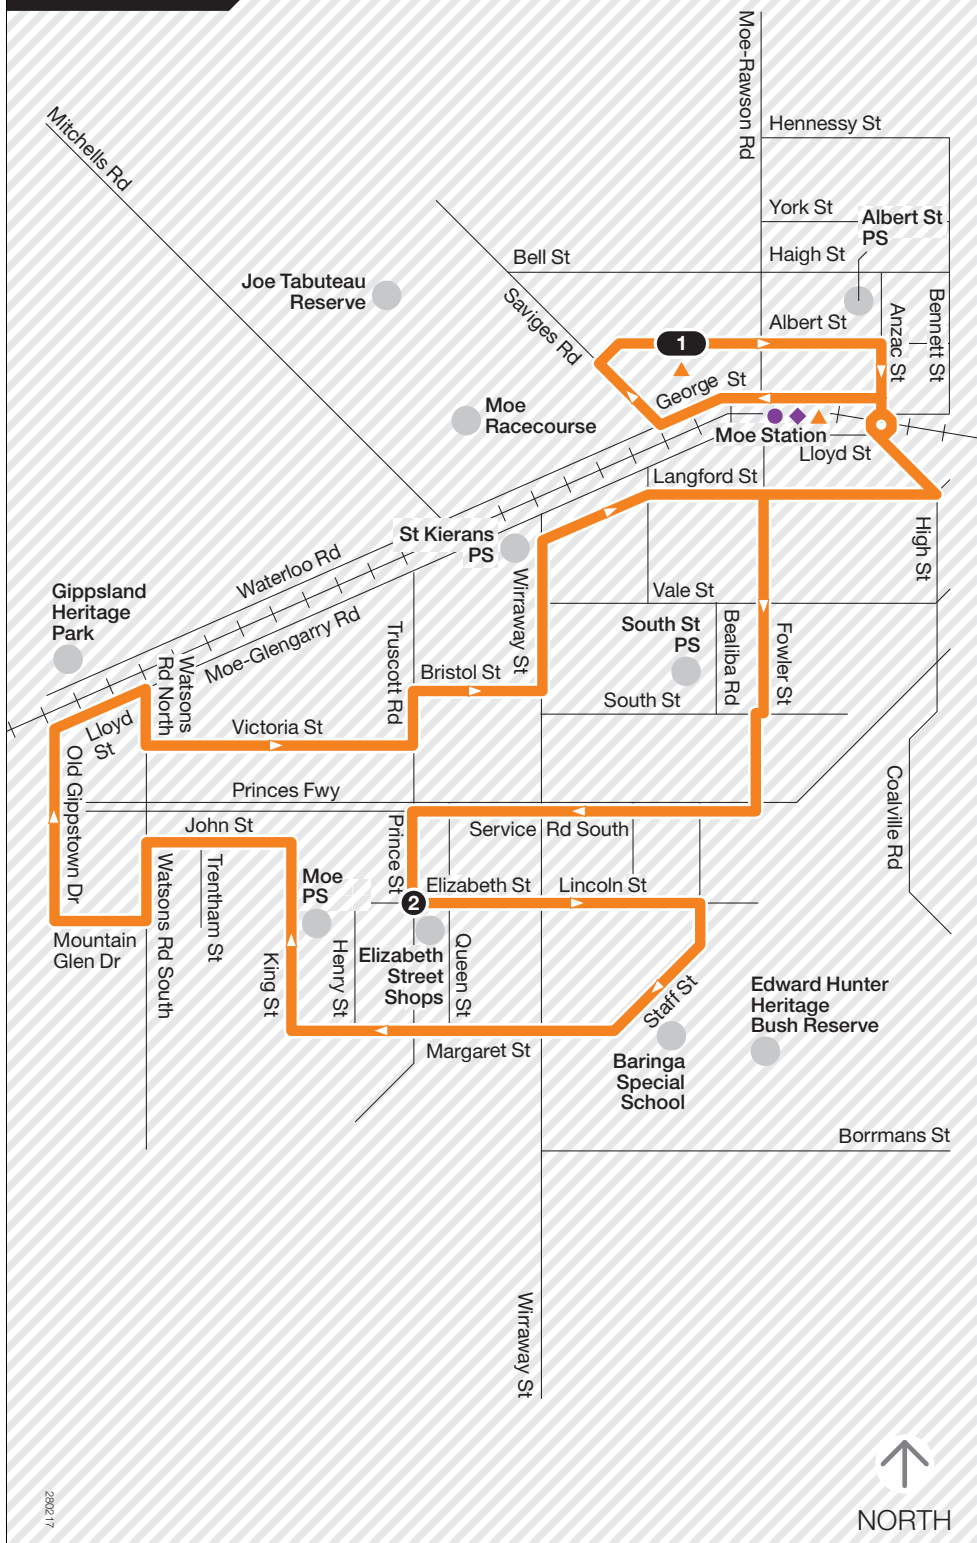 Moe-Rawson Rd
Hennessy St
Mitchells Rd
York St
Albert St
PS
Bell St
Haigh St
Joe Tabuteau
Reserve
Saviges Rd
Albert St
Anzac St
Bennett St
1
George St
Moe
Racecourse
Moe Station
Lloyd St
Langford St
St Kierans
PS
High St
Waterloo Rd
Wirraway St
Gippsland
Heritage
Park
Moe-Glengarry Rd
Vale St
South St
PS
Bealiba Rd
Fowler St
Truscott Rd
Bristol St
Watsons
Rd North
South St
Lloyd
St
Victoria St
Old Gippstown Dr
Coalville Rd
Princes Fwy
John St
Prince St
Service Rd South
Trentham St
Watsons Rd South
Moe
PS
Elizabeth St
Lincoln St
2
Mountain
Glen Dr
King St
Henry St
Elizabeth
Street
Shops
Queen St
Staff St
Edward Hunter
Heritage
Bush Reserve
Margaret St
Baringa
Special
School
Borrmans St
Wirraway St
280217
NORTH